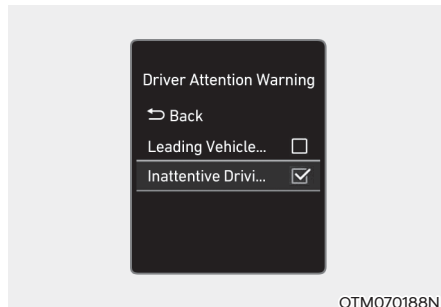 Driver Attention Warning
Back
Leading Vehicle...
Inattentive Drivi...
OTM070188N